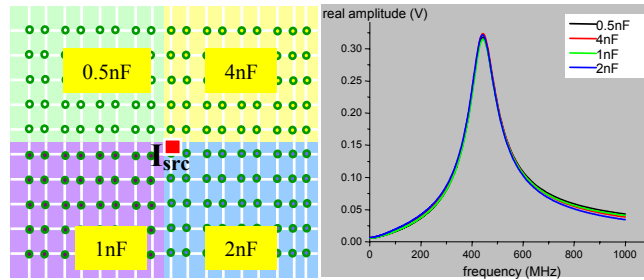 0.5nF
4nF
I src
1nF
2nF
real amplitude (V)
0.5nF
4nF
1nF
2nF
0.30
0.25
0.20
0.15
0.10
0.05
0.00
0 200 400 600 800 1000
frequency (MHz)